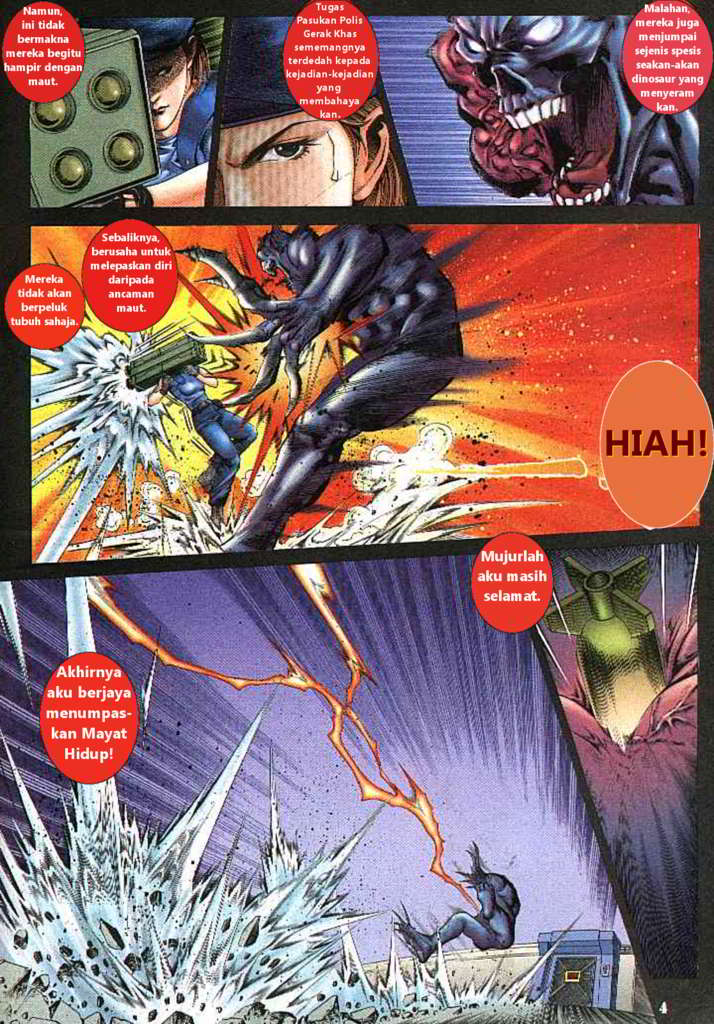 Namun,
ini tidak
bermakna
mereka begitu
hampir dengan
maut.
Tugas
Pasukan Polis
Gerak Khas
sememangnya
terdedah kepada
kejadian-kejadian
yang
membahaya
kan.
Malahan,
mereka juga
menjumpai
sejenis spesis
seakan-akan
dinosaur yang
menyeram
kan.
Sebaliknya,
berusaha untuk
melepaskan diri
daripada
ancaman
maut.
Mereka
tidak akan
berpeluk
tubuh sahaja.
HIAH!
Mujurlah
aku masih
selamat.
Akhirnya
aku berjaya
menumpas-
kan Mayat
Hidup!
4